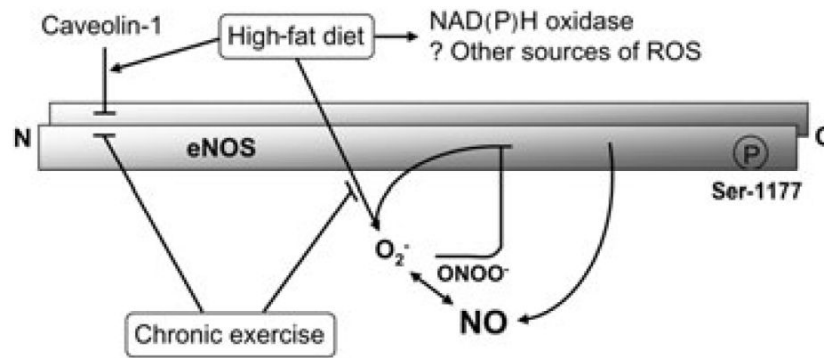 Caveolin-1
High-fat diet
NAD(P)H oxidase
? Other sources of ROS
N
eNOS
P
C
Ser-1177
O₂⁻
ONOO⁻
NO
Chronic exercise